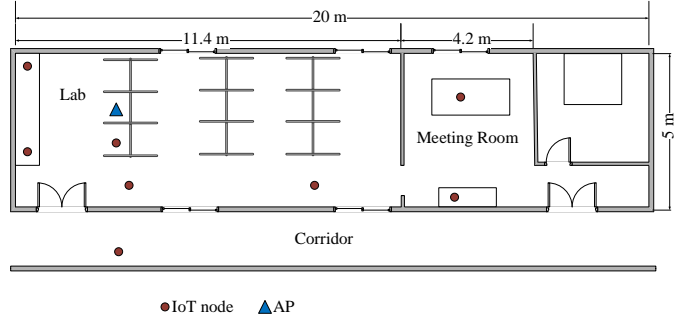 20 m
11.4 m
4.2 m
Lab
5 m
Meeting Room
Corridor
IoT node
AP